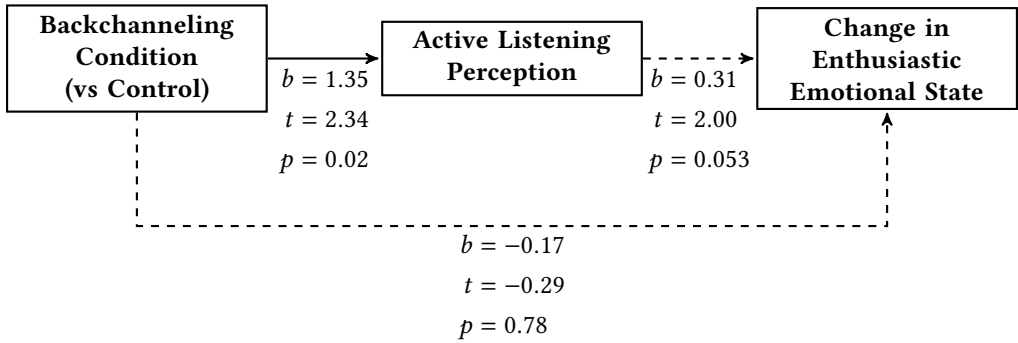 Backchanneling
Condition
(vs Control)
Active Listening
Perception
Change in
Enthusiastic
Emotional State
b = 1.35
t = 2.34
p = 0.02
b = 0.31
t = 2.00
p = 0.053
b = −0.17
t = −0.29
p = 0.78